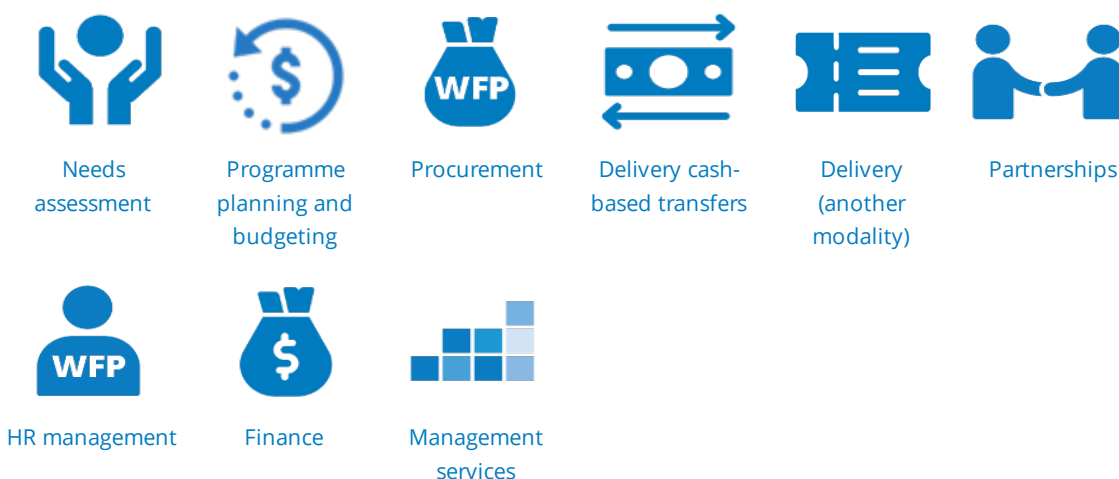 WFP
Needs
assessment
Programme
planning and
budgeting
Procurement
Delivery cash-
based transfers
Delivery
(another
modality)
Partnerships
WFP
HR management
$
Finance
Management
services